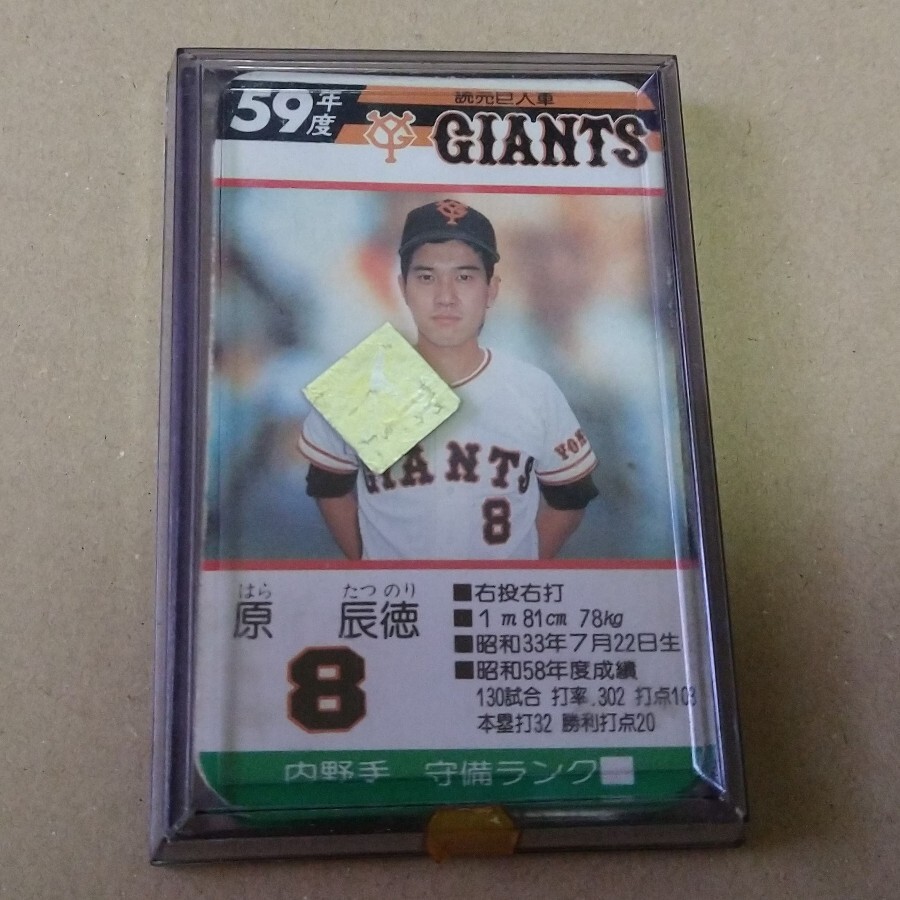 59年度
読売巨人軍
GIANTS
YG
GIANTS
8
YOM
はら たつのり
原 辰徳
8
■右投右打
■1m81cm 78kg
■昭和33年7月22日生
■昭和58年度成績
130試合 打率.302 打点103
本塁打32 勝利打点20
内野手 守備ランク